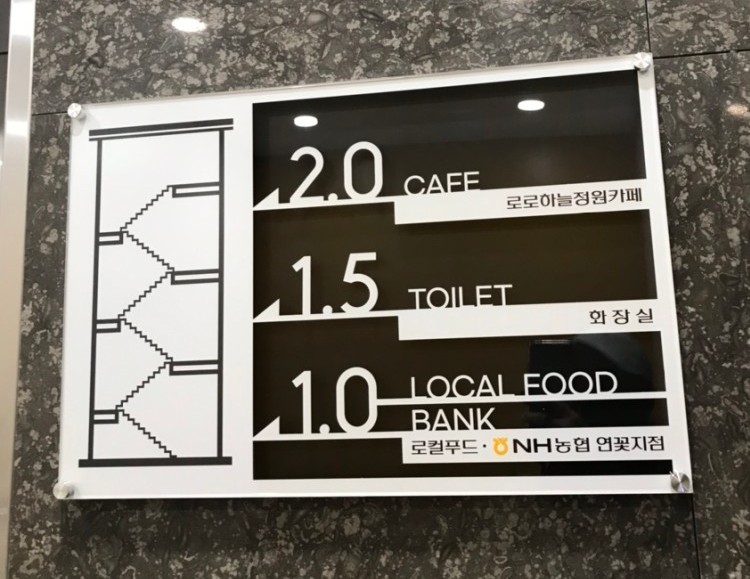 2.0 CAFE
로로하늘정원카페
1.5 TOILET
화장실
1.0 LOCAL FOOD
BANK
로컬푸드· NH농협 연꽃지점